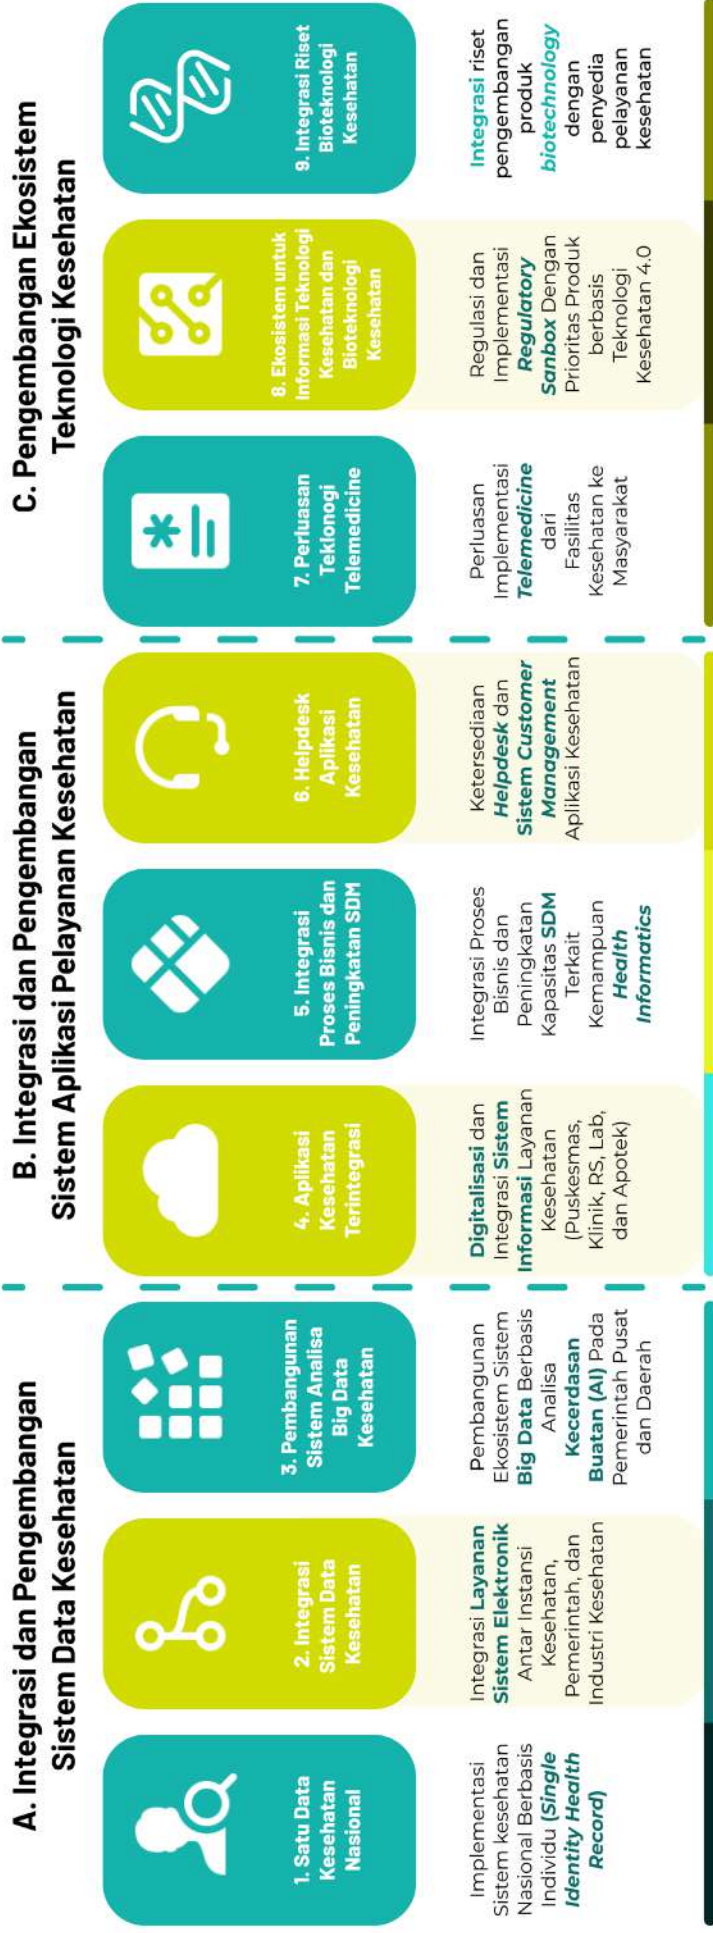 A. Integrasi dan Pengembangan
Sistem Data Kesehatan
1. Satu Data
Kesehatan
Nasional
Implementasi
Sistem kesehatan
Nasional Berbasis
Individu (Single
Identity Health
Record)
2. Integrasi
Sistem Data
Kesehatan
Integrasi Layanan
Sistem Elektronik
Antar Instansi
Kesehatan,
Pemerintah, dan
Industri Kesehatan
3. Pembangunan
Sistem Analisa
Big Data
Kesehatan
Pembangunan
Ekosistem Sistem
Big Data Berbasis
Analisa
Kecerdasan
Buatan (AI) Pada
Pemerintah Pusat
dan Daerah
B. Integrasi dan Pengembangan
Sistem Aplikasi Pelayanan Kesehatan
4. Aplikasi
Kesehatan
Terintegrasi
Digitalisasi dan
Integrasi Sistem
Informasi Layanan
Kesehatan
(Puskesmas,
Klinik, RS, Lab,
dan Apotek)
5. Integrasi
Proses Bisnis dan
Peningkatan SDM
Integrasi Proses
Bisnis dan
Peningkatan
Kapasitas SDM
Terkait
Kemampuan
Health
Informatics
6. Helpdesk
Aplikasi
Kesehatan
Ketersediaan
Helpdesk dan
Sistem Customer
Management
Aplikasi Kesehatan
C. Pengembangan Ekosistem
Teknologi Kesehatan
7. Perluasan
Teklonogi
Telemedicine
Perluasan
Implementasi
Telemedicine
dari
Fasilitas
Kesehatan ke
Masyarakat
8. Ekosistem untuk
Informasi Teknologi
Kesehatan dan
Bioteknologi
Kesehatan
Regulasi dan
Implementasi
Regulatory
Sanbox Dengan
Prioritas Produk
berbasis
Teknologi
Kesehatan 4.0
9. Integrasi Riset
Bioteknologi
Kesehatan
Integrasi riset
pengembangan
produk
biotechnology
dengan
penyedia
pelayanan
kesehatan